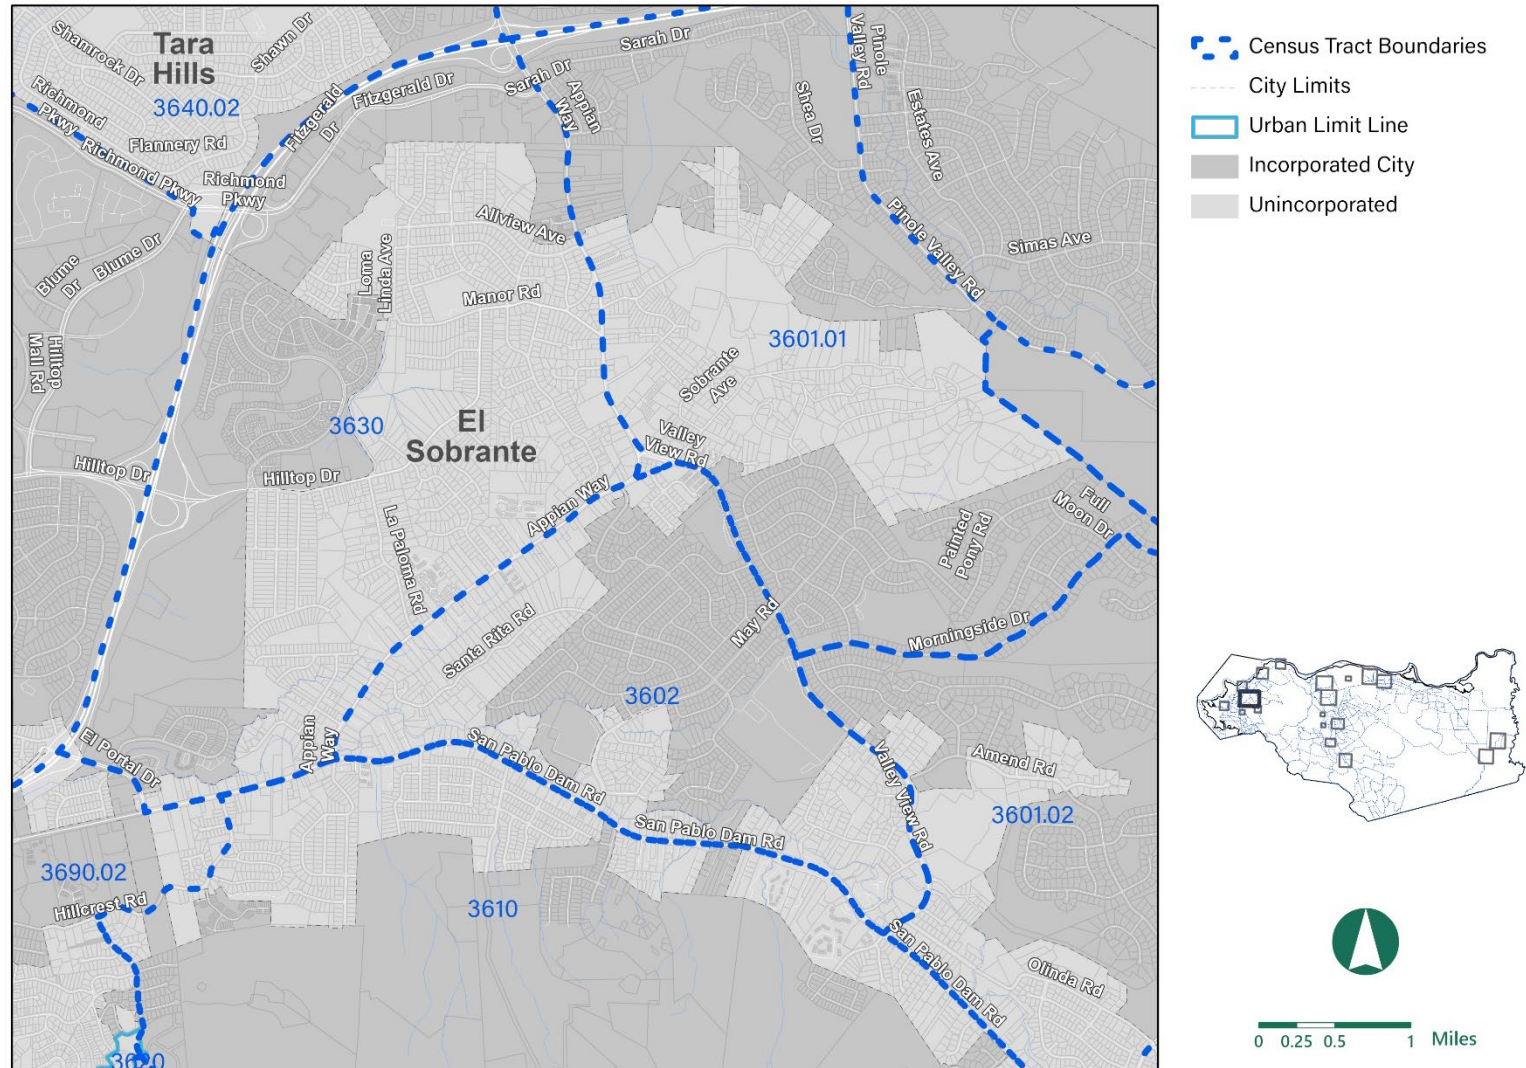 Shamrock Dr
Tara
Hills
Shawn Dr
3640.02
Richmond
Pkwy
Richmond Pkwy
Flannery Rd
Richmond
Pkwy
Fitzgerald
Dr
Fitzgerald Dr
Sarah Dr
Sarah Dr
Appian
Way
Pinole
Valley Rd
Shea Dr
Estates Ave
Pinole Valley Rd
Simas Ave
Blume
Dr
Blume Dr
Loma
Linda Ave
Allview Ave
Manor Rd
3601.01
Hilltop
Mall Rd
Sobrante
Ave
3630
El
Sobrante
Valley
View Rd
Hilltop Dr
Hilltop Dr
Appian Way
La Paloma Rd
Full
Moon Dr
Painted
Pony Rd
Santa Rita Rd
May Rd
Morningside Dr
3602
El Portal Dr
Appian
Way
San Pablo Dam Rd
Valley View Rd
Amend Rd
San Pablo Dam Rd
3601.02
3690.02
Hillcrest Rd
3610
San Pablo Dam Rd
Olinda Rd
3620
Census Tract Boundaries
City Limits
Urban Limit Line
Incorporated City
Unincorporated
0 0.25 0.5 1 Miles